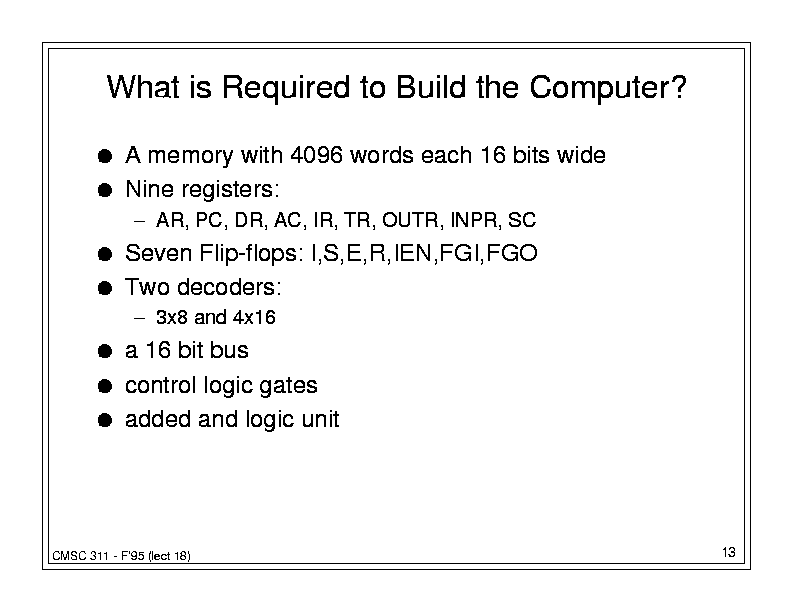 What is Required to Build the Computer?
● A memory with 4096 words each 16 bits wide
● Nine registers:
– AR, PC, DR, AC, IR, TR, OUTR, INPR, SC
● Seven Flip-flops: I,S,E,R,IEN,FGI,FGO
● Two decoders:
– 3x8 and 4x16
● a 16 bit bus
● control logic gates
● added and logic unit
CMSC 311 - F'95 (lect 18)
13